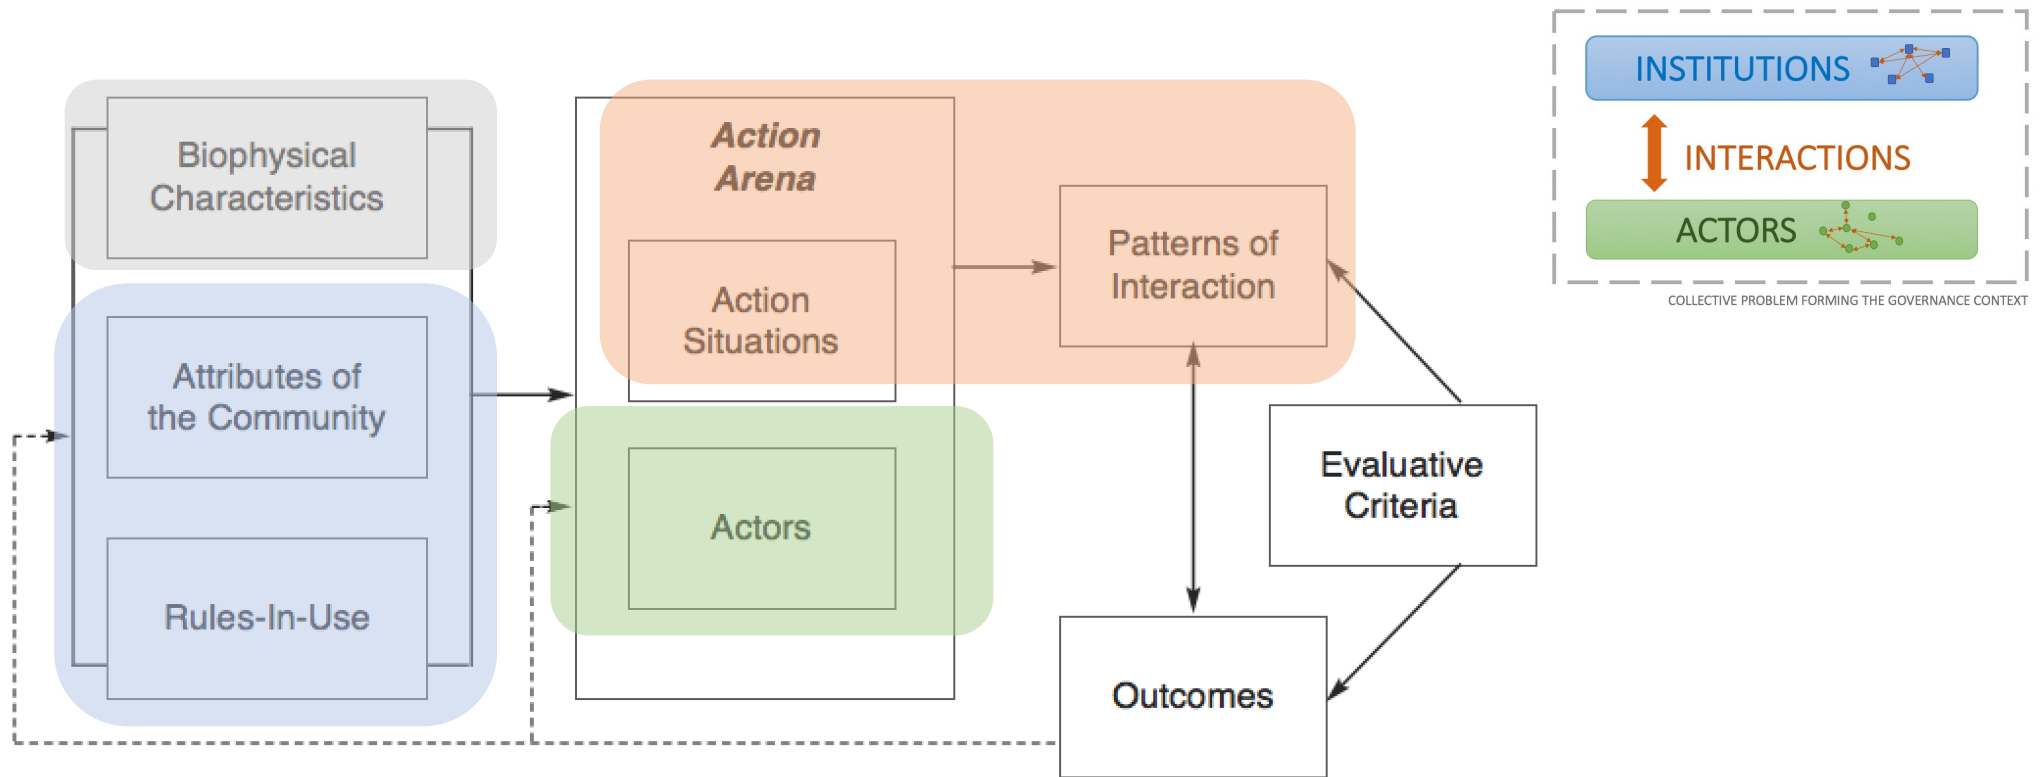 Biophysical
Characteristics
Attributes of
the Community
Rules-In-Use
Action
Arena
Action
Situations
Actors
Patterns of
Interaction
Evaluative
Criteria
Outcomes
INSTITUTIONS
INTERACTIONS
ACTORS
COLLECTIVE PROBLEM FORMING THE GOVERNANCE CONTEXT